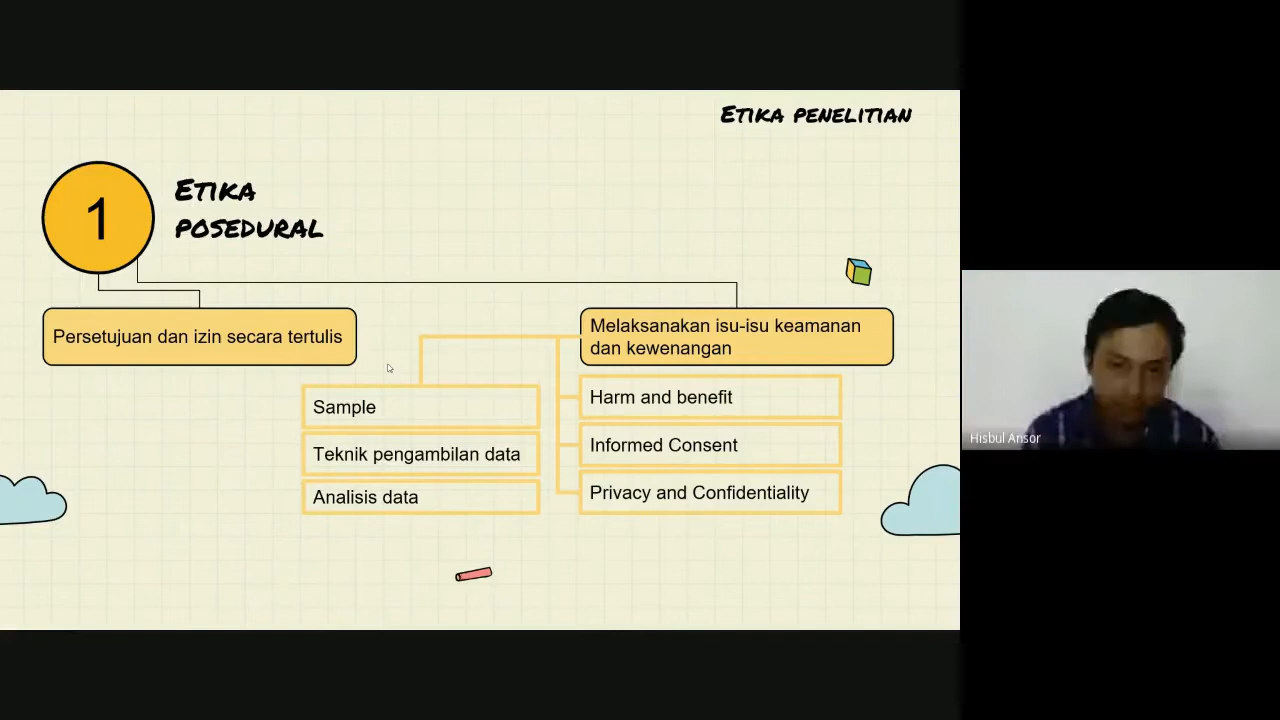 Etika penelitian
1
Etika
posedural
Persetujuan dan izin secara tertulis
Melaksanakan isu-isu keamanan
dan kewenangan
Sample
Teknik pengambilan data
Analisis data
Harm and benefit
Informed Consent
Privacy and Confidentiality
Hisbul Ansor